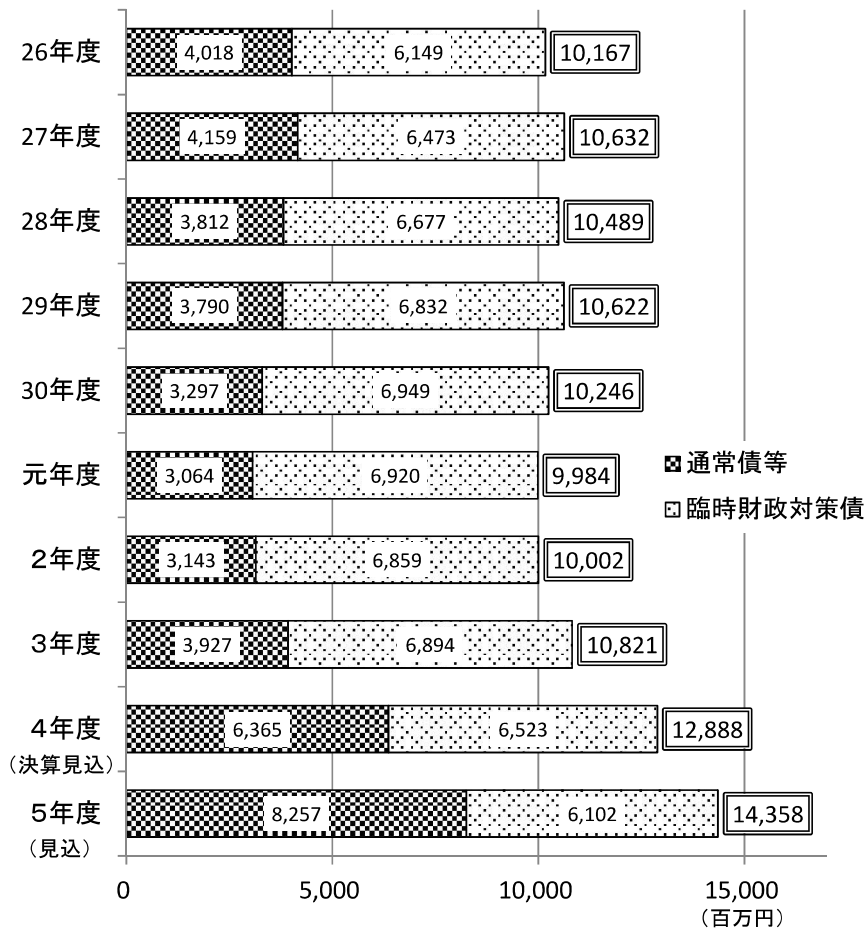 26年度 4,018 6,149 10,167
27年度 4,159 6,473 10,632
28年度 3,812 6,677 10,489
29年度 3,790 6,832 10,622
30年度 3,297 6,949 10,246
元年度 3,064 6,920 9,984
２年度 3,143 6,859 10,002
３年度 3,927 6,894 10,821
４年度 6,365 6,523 12,888
（決算見込）
５年度 8,257 6,102 14,358
（見込）
通常債等
臨時財政対策債
0 5,000 10,000 15,000
（百万円）